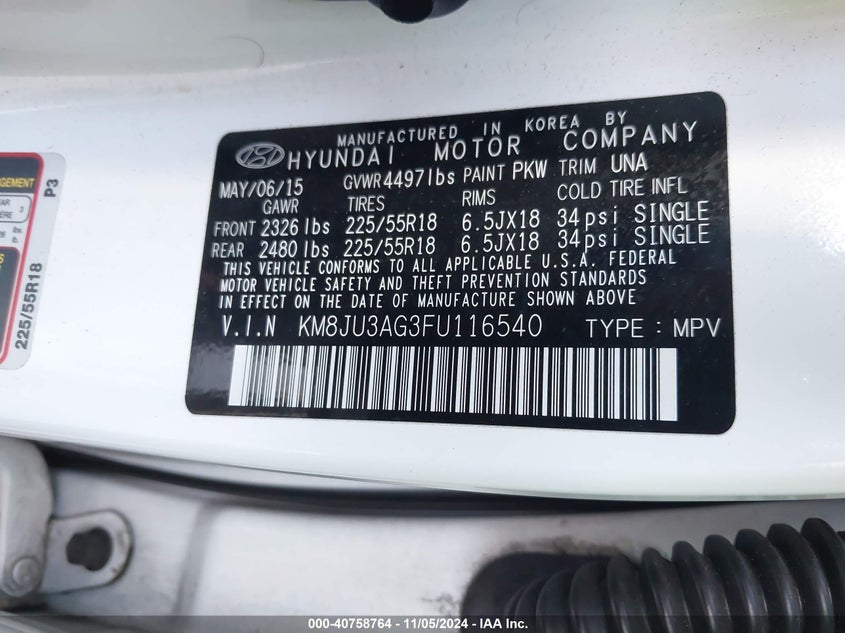 MANUFACTURED IN KOREA BY
HYUNDAI MOTOR COMPANY
MAY/06/15 GVWR 4497lbs PAINT PKW TRIM UNA
GAWR TIRES RIMS COLD TIRE INFL
FRONT 2326 lbs 225/55R18 6.5JX18 34psi SINGLE
REAR 2480 lbs 225/55R18 6.5JX18 34psi SINGLE
THIS VEHICLE CONFORMS TO ALL APPLICABLE U.S.A. FEDERAL
MOTOR VEHICLE SAFETY AND THEFT PREVENTION STANDARDS
IN EFFECT ON THE DATE OF MANUFACTURE SHOWN ABOVE
V.I.N KM8JU3AG3FU116540 TYPE : MPV
P3
225/55R18
000-40758764 - 11/05/2024 - IAA Inc.